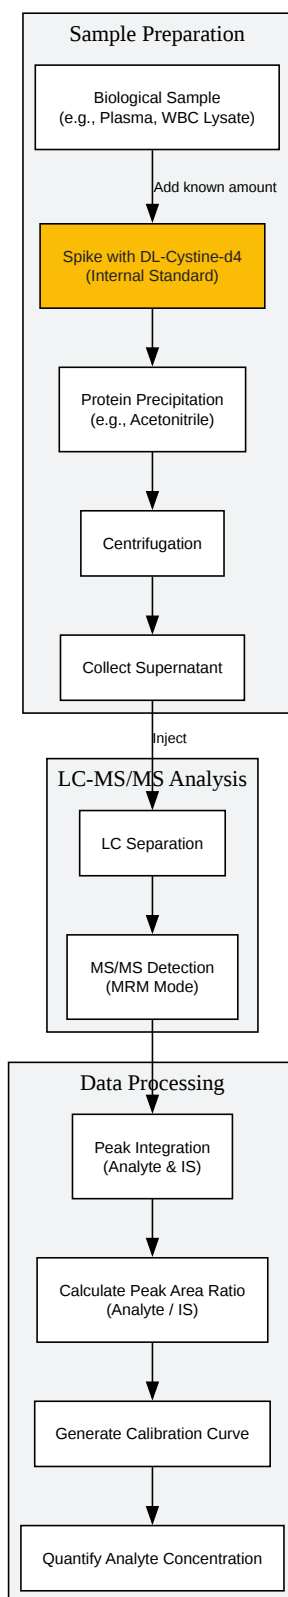 Sample Preparation
Biological Sample
(e.g., Plasma, WBC Lysate)
Add known amount
Spike with DL-Cystine-d4
(Internal Standard)
Protein Precipitation
(e.g., Acetonitrile)
Centrifugation
Collect Supernatant
Inject
LC-MS/MS Analysis
LC Separation
MS/MS Detection
(MRM Mode)
Data Processing
Peak Integration
(Analyte & IS)
Calculate Peak Area Ratio
(Analyte / IS)
Generate Calibration Curve
Quantify Analyte Concentration